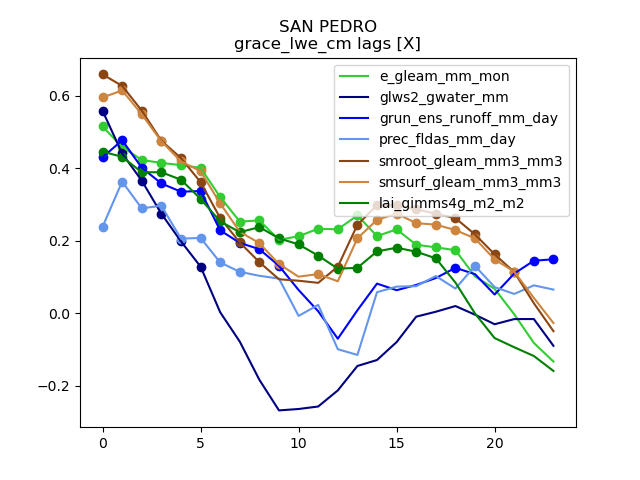 SAN PEDRO
grace_lwe_cm lags [X]
e_gleam_mm_mon
glws2_gwater_mm
grun_ens_runoff_mm_day
prec_fldas_mm_day
smroot_gleam_mm3_mm3
smsurf_gleam_mm3_mm3
lai_gimms4g_m2_m2
0.6
0.4
0.2
0.0
−0.2
0 5 10 15 20